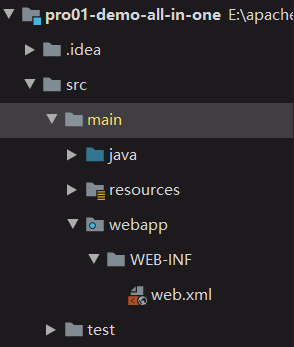 pro01-demo-all-in-one E:\apache
.idea
src
main
java
resources
webapp
WEB-INF
web.xml
test